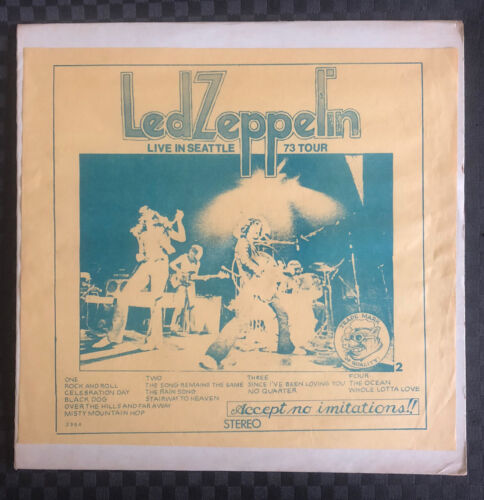 Led Zeppelin
LIVE IN SEATTLE 73 TOUR
TRADE MARK
OF QUALITY
2
ONE
ROCK AND ROLL
CELEBRATION DAY
BLACK DOG
OVER THE HILLS AND FAR AWAY
MISTY MOUNTAIN HOP
TWO
THE SONG REMAINS THE SAME
THE RAIN SONG
STAIRWAY TO HEAVEN
THREE
SINCE I'VE BEEN LOVING YOU
NO QUARTER
FOUR
THE OCEAN
WHOLE LOTTA LOVE
Accept no imitations!!
STEREO